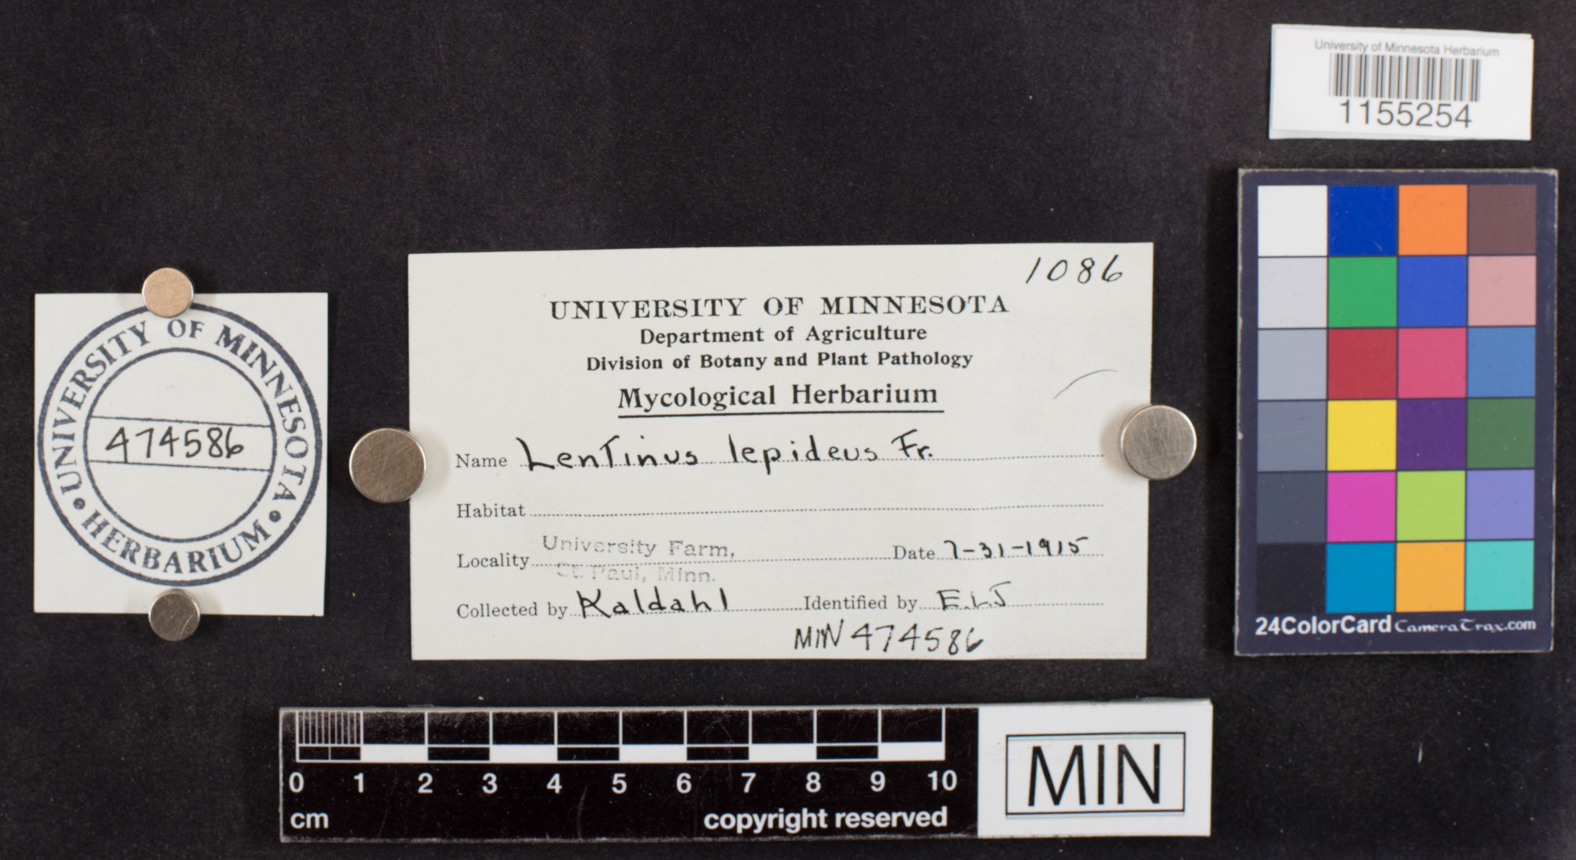 University of Minnesota Herbarium
1155254
UNIVERSITY OF MINNESOTA
474586
HERBARIUM
1086
UNIVERSITY OF MINNESOTA
Department of Agriculture
Division of Botany and Plant Pathology
Mycological Herbarium
Name Lentinus lepideus Fr.
Habitat
Locality University Farm, Date 7-31-1915
St. Paul, Minn.
Collected by Kaldahl Identified by E.L.J
MIN 474586
24ColorCard CameraTrax.com
0 1 2 3 4 5 6 7 8 9 10
cm copyright reserved
MIN